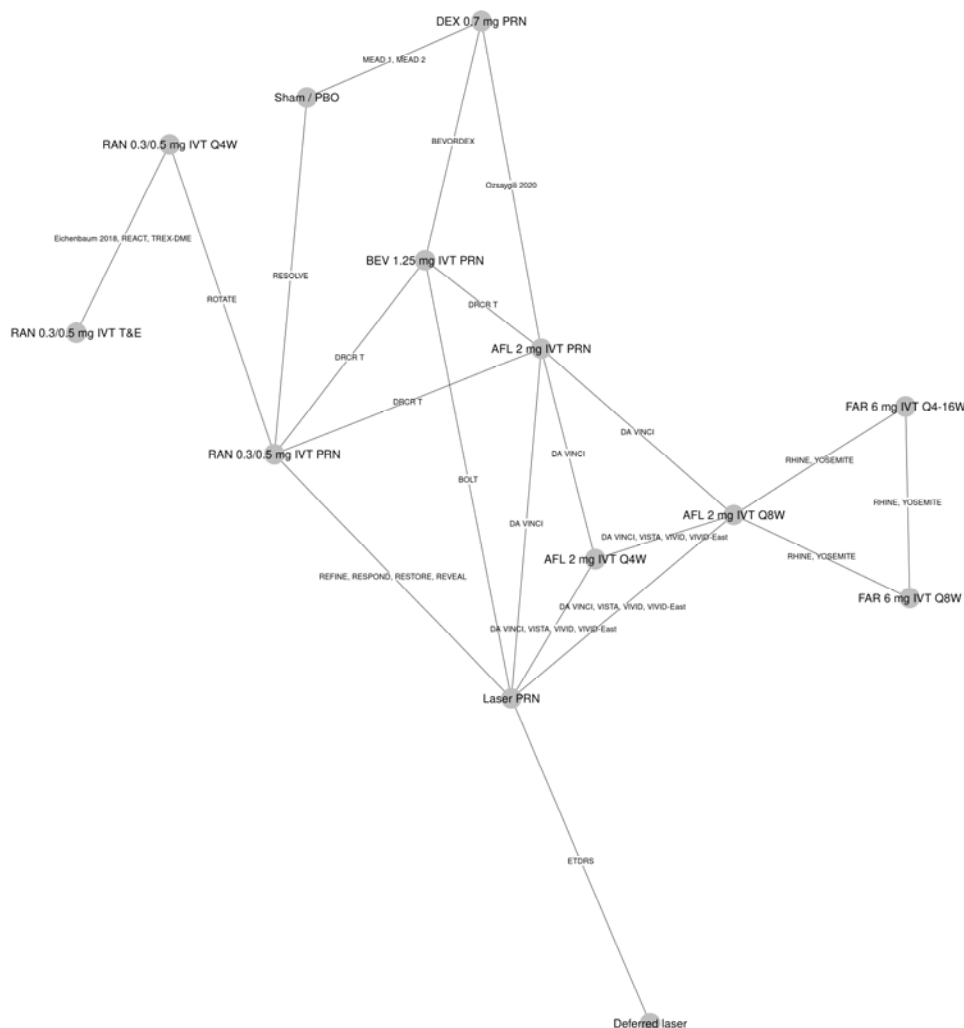 DEX 0.7 mg PRN
MEAD 1, MEAD 2
Sham / PBO
RAN 0.3/0.5 mg IVT Q4W
BEVORDEX
Ozsaygili 2020
Eichenbaum 2018, REACT, TREX-DME
BEV 1.25 mg IVT PRN
RESOLVE
ROTATE
DRCR T
RAN 0.3/0.5 mg IVT T&E
AFL 2 mg IVT PRN
DRCR T
DRCR T
FAR 6 mg IVT Q4-16W
DA VINCI
RAN 0.3/0.5 mg IVT PRN
DA VINCI
RHINE, YOSEMITE
BOLT
RHINE, YOSEMITE
AFL 2 mg IVT Q8W
DA VINCI
DA VINCI, VISTA, VIVID, VIVID-East
RHINE, YOSEMITE
AFL 2 mg IVT Q4W
REFINE, RESPOND, RESTORE, REVEAL
FAR 6 mg IVT Q8W
DA VINCI, VISTA, VIVID, VIVID-East
DA VINCI, VISTA, VIVID, VIVID-East
Laser PRN
ETDRS
Deferred laser